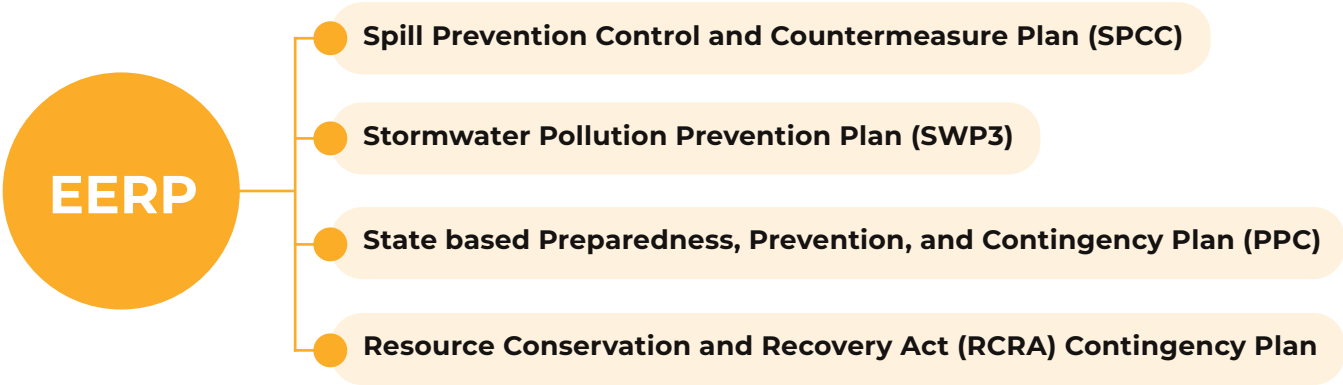 EERP
Spill Prevention Control and Countermeasure Plan (SPCC)
Stormwater Pollution Prevention Plan (SWP3)
State based Preparedness, Prevention, and Contingency Plan (PPC)
Resource Conservation and Recovery Act (RCRA) Contingency Plan